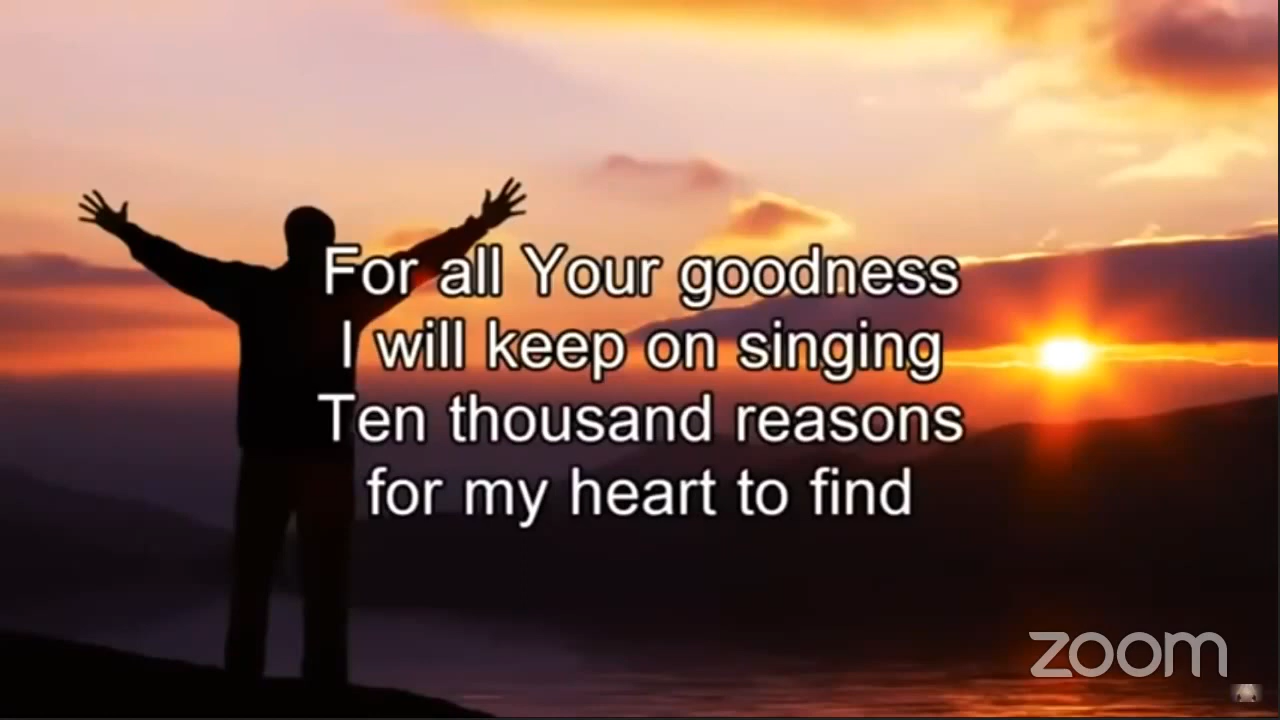 For all Your goodness
I will keep on singing
Ten thousand reasons
for my heart to find
zoom